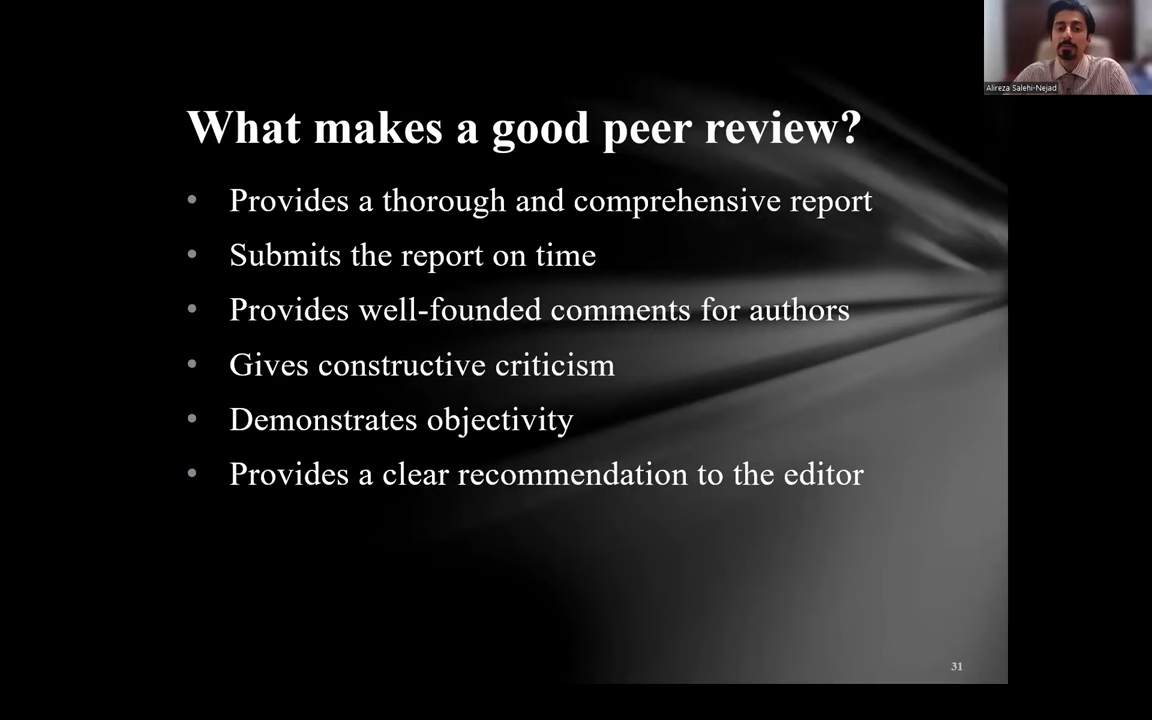 Alireza Salehi-Nejad
What makes a good peer review?
• Provides a thorough and comprehensive report
• Submits the report on time
• Provides well-founded comments for authors
• Gives constructive criticism
• Demonstrates objectivity
• Provides a clear recommendation to the editor
31